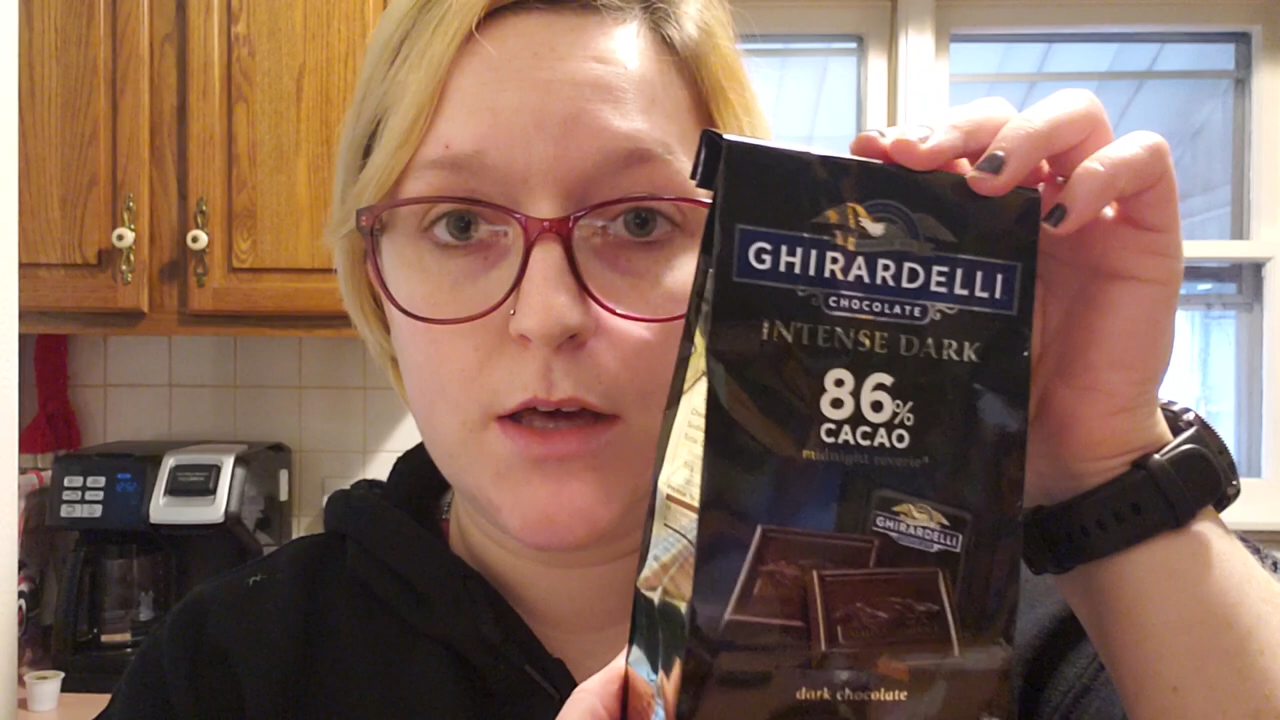 GHIRARDELLI
CHOCOLATE
INTENSE DARK
86%
CACAO
midnight reverie
GHIRARDELLI
dark chocolate